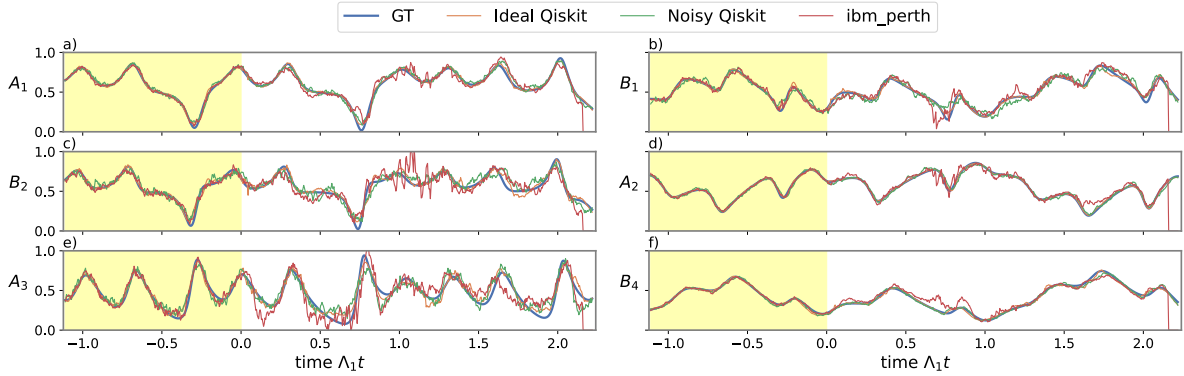 GT Ideal Qiskit Noisy Qiskit ibm_perth
a) b)
1.0 0.5 0.0 A₁ B₁
c) d)
1.0 0.5 0.0 B₂ A₂
e) f)
1.0 0.5 0.0 A₃ B₄
−1.0 −0.5 0.0 0.5 1.0 1.5 2.0 −1.0 −0.5 0.0 0.5 1.0 1.5 2.0
time Λ₁t time Λ₁t